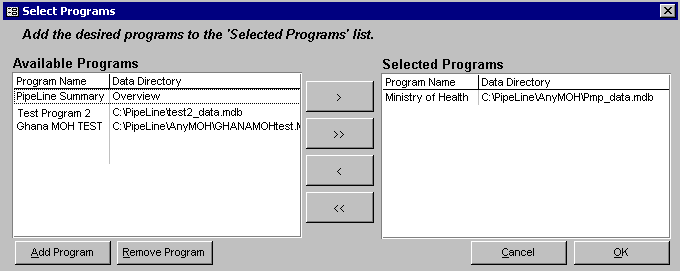 Select Programs
Add the desired programs to the 'Selected Programs' list.
Available Programs
Program Name Data Directory
PipeLine Summary Overview
Test Program 2 C:\PipeLine\test2_data.mdb
Ghana MOH TEST C:\PipeLine\AnyMOH\GHANAMOHtest.M
>
>>
<
<<
Selected Programs
Program Name Data Directory
Ministry of Health C:\PipeLine\AnyMOH\Pmp_data.mdb
Add Program Remove Program
Cancel OK